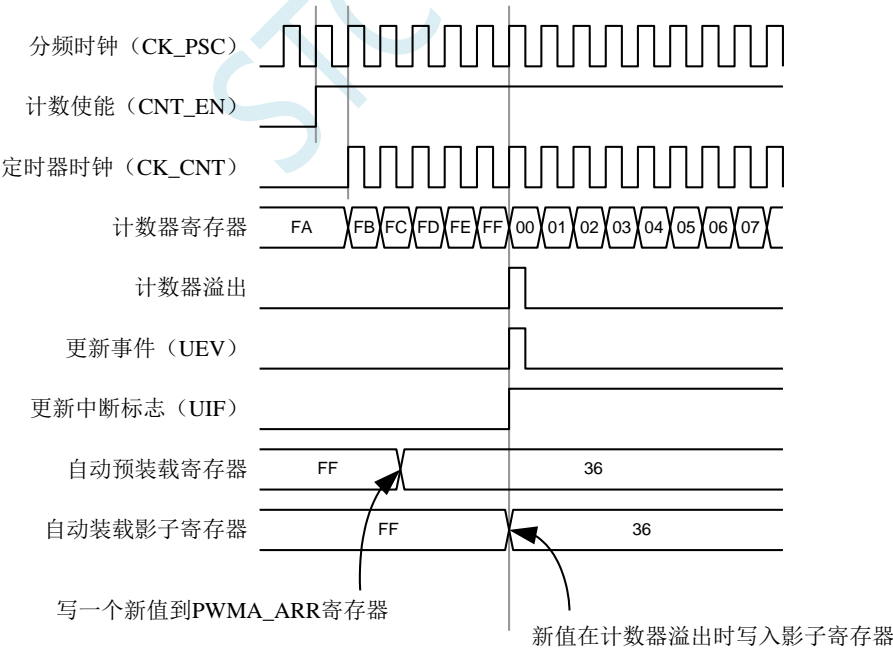 STC
分频时钟（CK_PSC）
计数使能（CNT_EN）
定时器时钟（CK_CNT）
计数器寄存器 FA FB FC FD FE FF 00 01 02 03 04 05 06 07
计数器溢出
更新事件（UEV）
更新中断标志（UIF）
自动预装载寄存器 FF 36
自动装载影子寄存器 FF 36
写一个新值到PWMA_ARR寄存器
新值在计数器溢出时写入影子寄存器